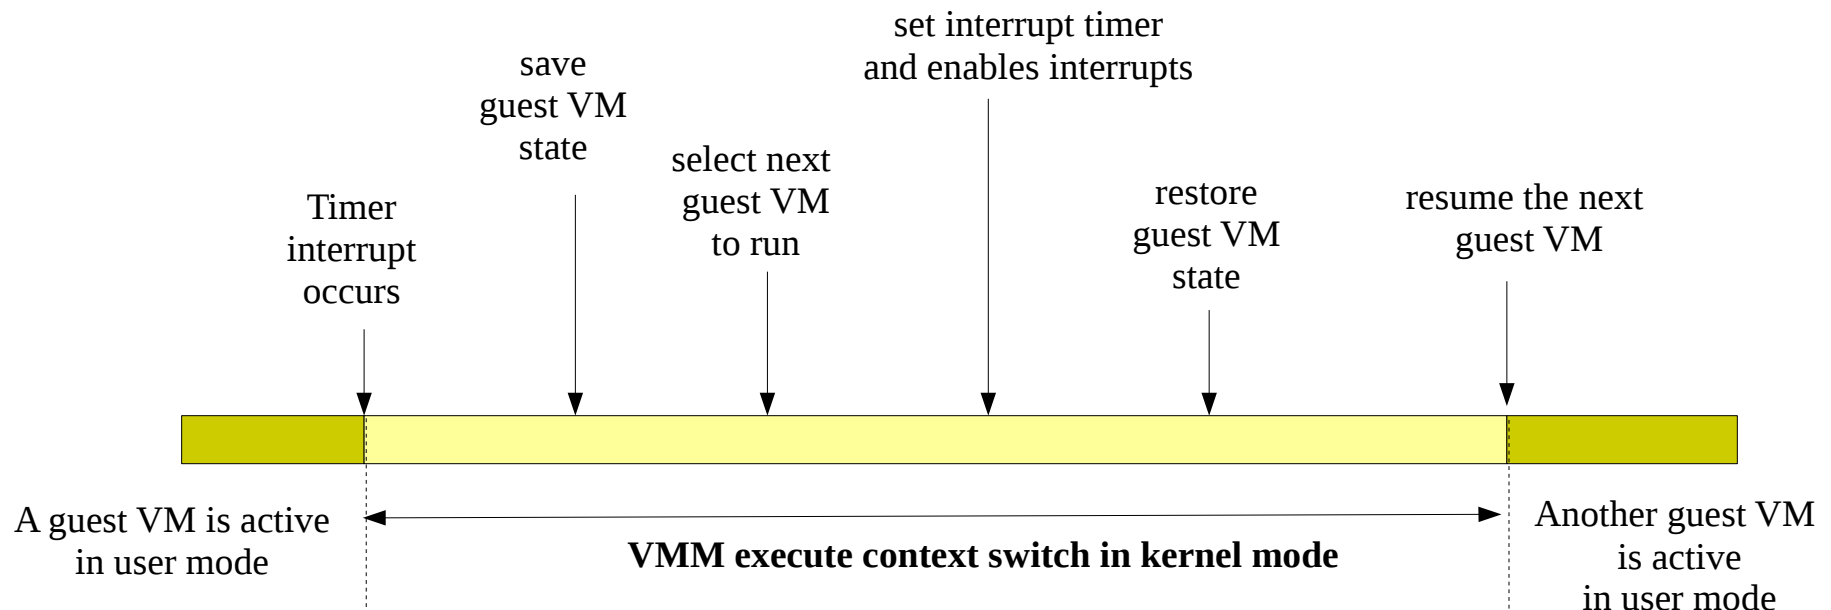 set interrupt timer
and enables interrupts
save
guest VM
state
select next
guest VM
to run
Timer
interrupt
occurs
restore
guest VM
state
resume the next
guest VM
A guest VM is active
in user mode
VMM execute context switch in kernel mode
Another guest VM
is active
in user mode